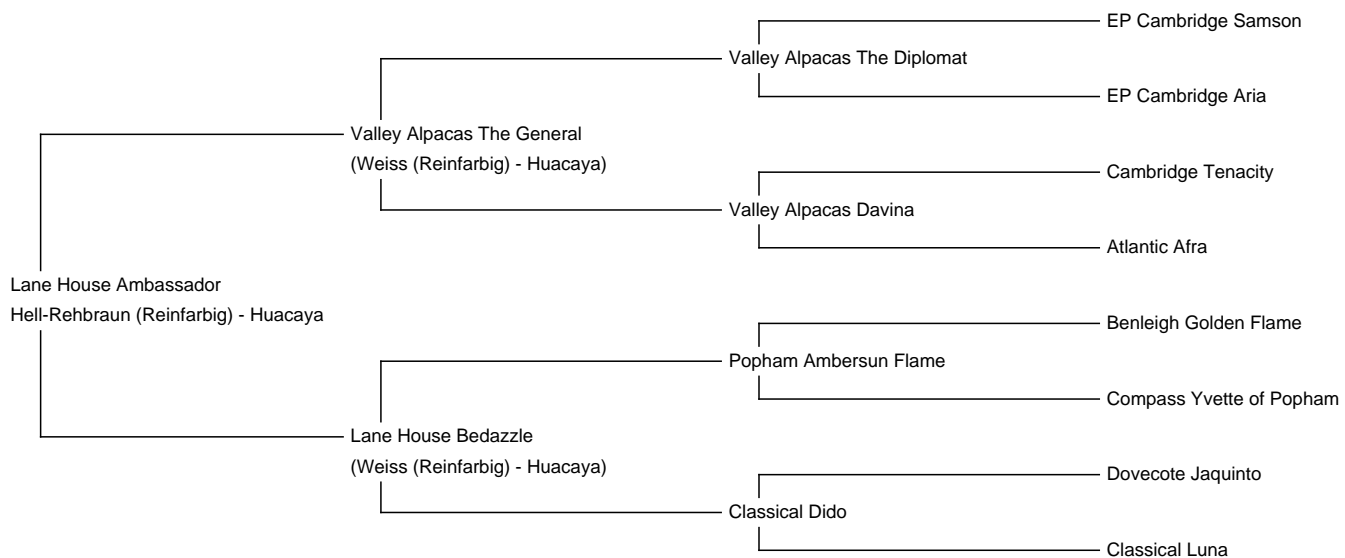 EP Cambridge Samson
Valley Alpacas The Diplomat
EP Cambridge Aria
Valley Alpacas The General
(Weiss (Reinfarbig) - Huacaya)
Cambridge Tenacity
Valley Alpacas Davina
Atlantic Afra
Lane House Ambassador
Hell-Rehbraun (Reinfarbig) - Huacaya
Benleigh Golden Flame
Popham Ambersun Flame
Compass Yvette of Popham
Lane House Bedazzle
(Weiss (Reinfarbig) - Huacaya)
Dovecote Jaquinto
Classical Dido
Classical Luna